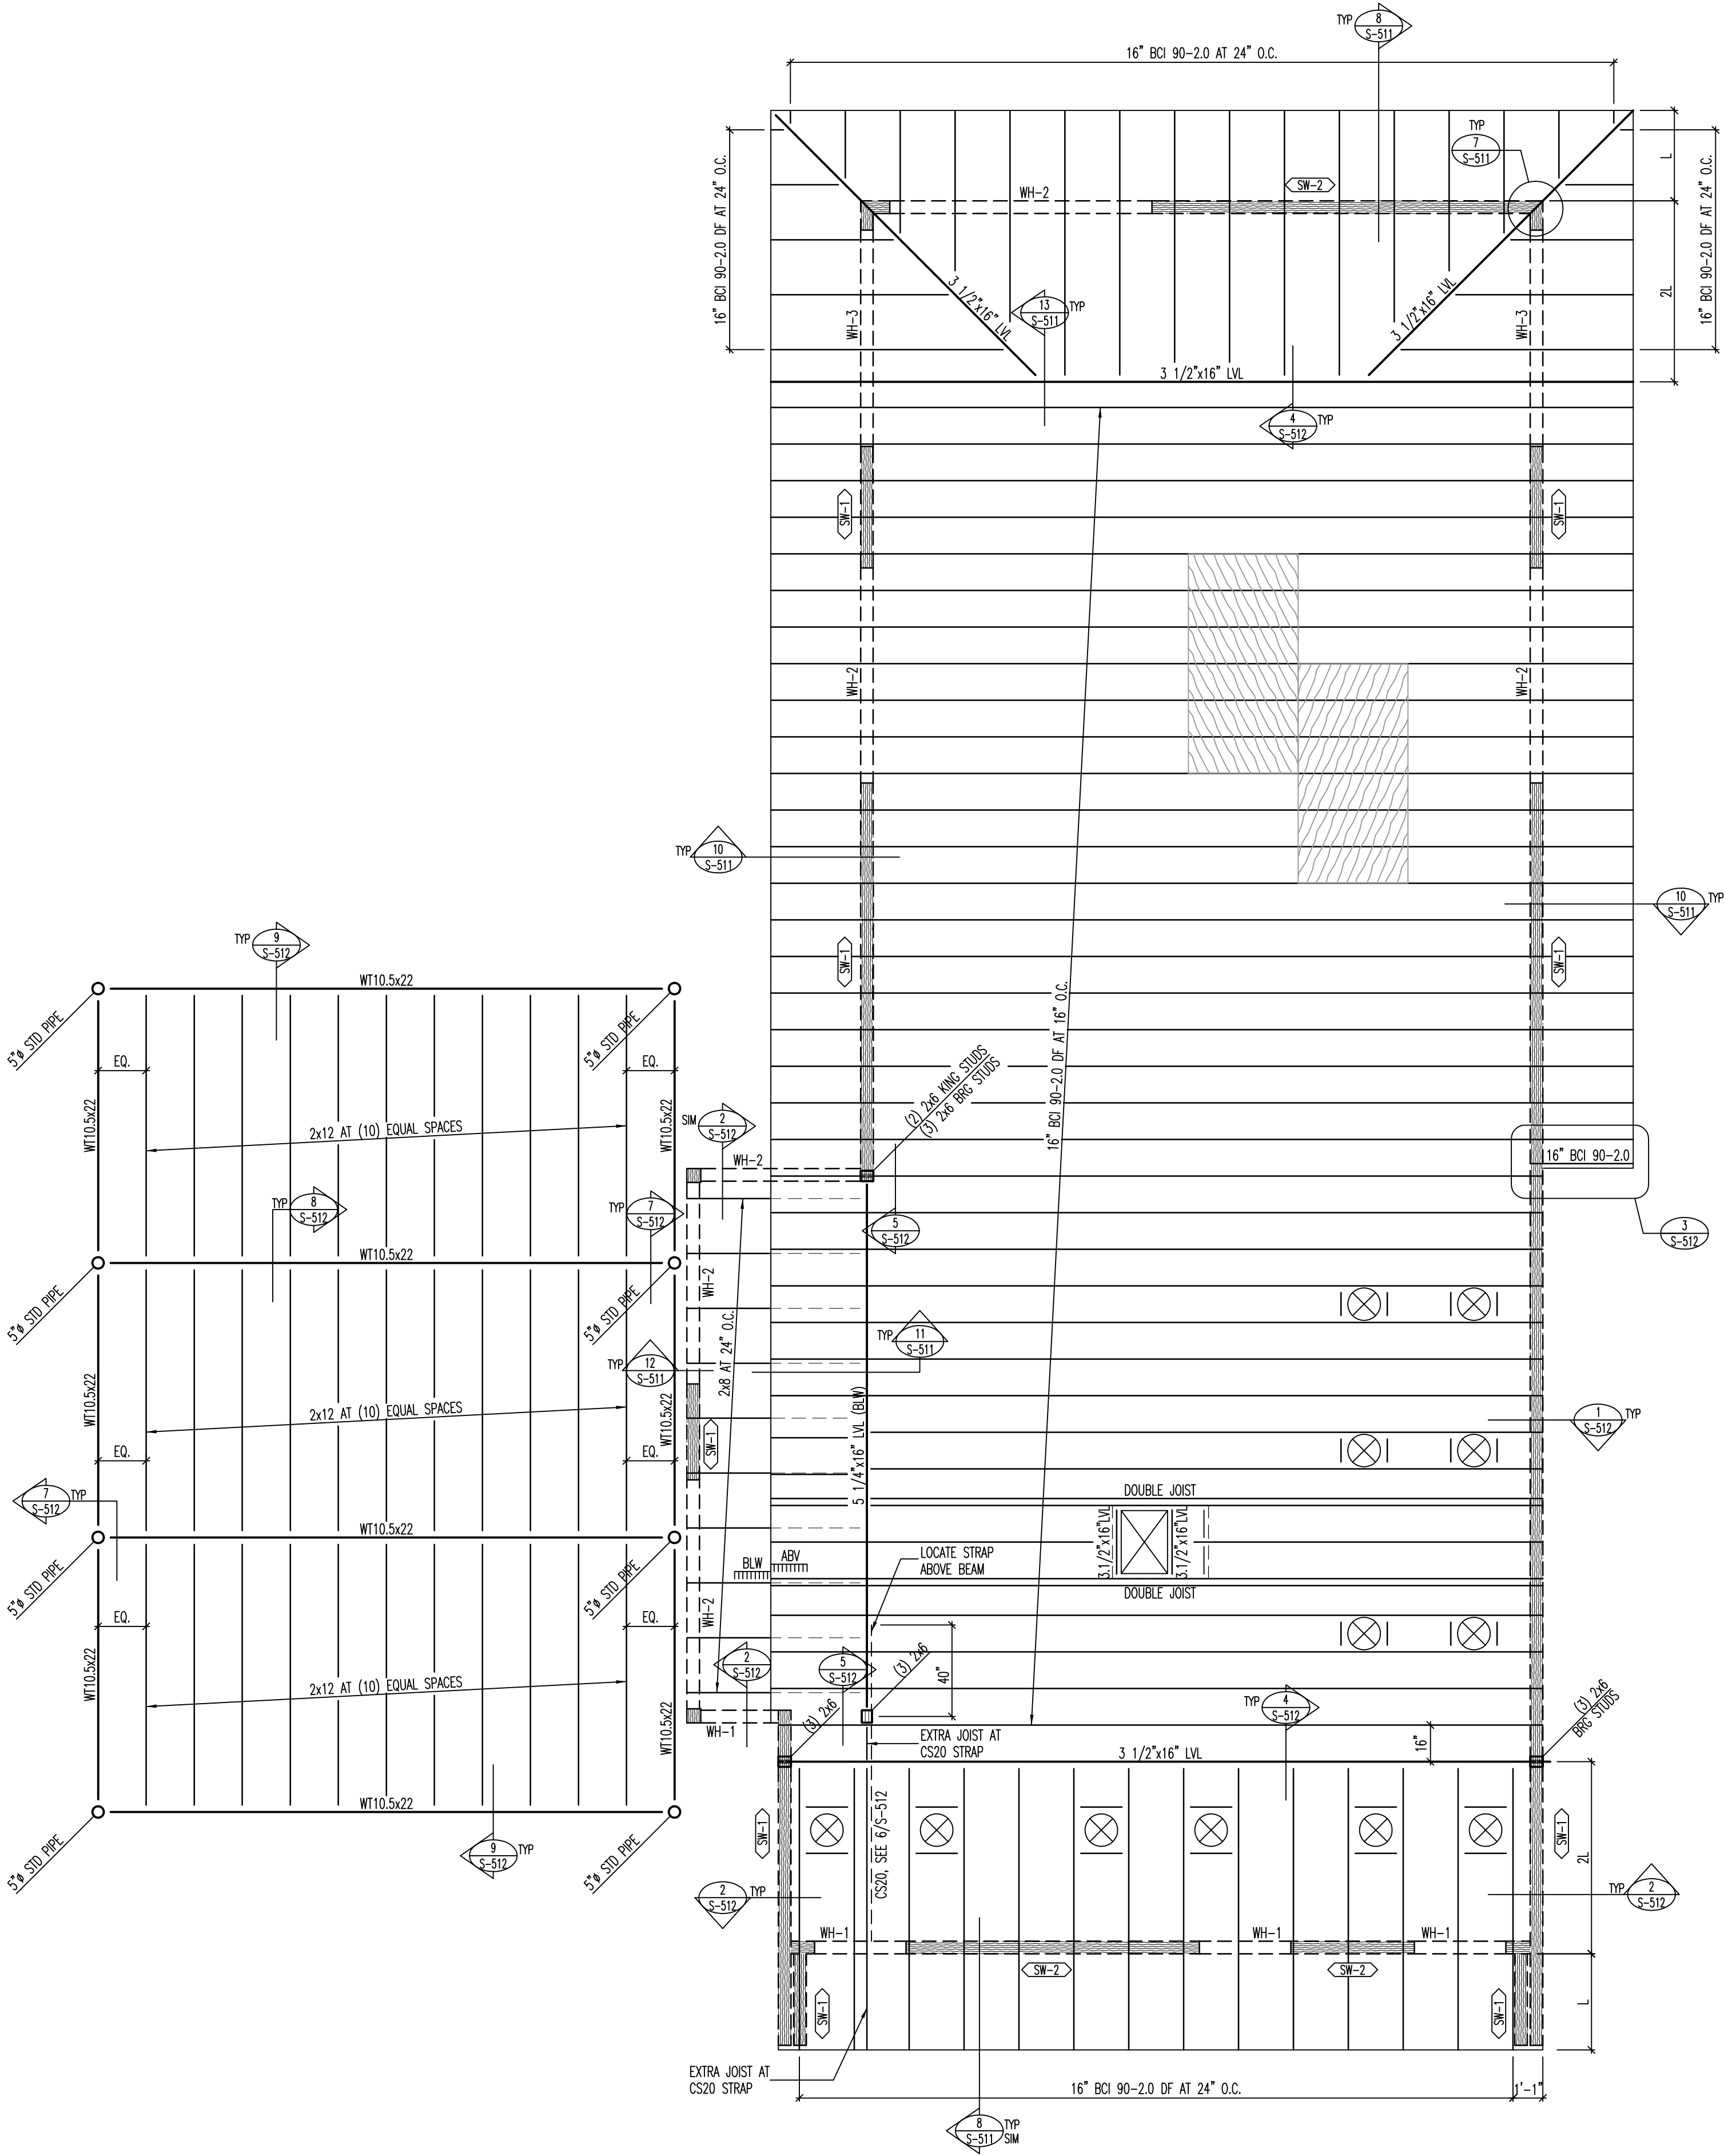 TYP
8
S-511
16" BCI 90-2.0 AT 24" O.C.
TYP
7
S-511
L
16" BCI 90-2.0 DF AT 24" O.C.
16" BCI 90-2.0 DF AT 24" O.C.
WH-2
SW-2
2L
3 1/2"x16" LVL
13
S-511
TYP
3 1/2"x16" LVL
WH-3
WH-3
3 1/2"x16" LVL
4
S-512
TYP
SW-1
SW-1
WH-2
WH-2
TYP
10
S-511
10
S-511
TYP
TYP
9
S-512
SW-1
SW-1
WT10.5x22
5"ø STD PIPE
5"ø STD PIPE
EQ.
EQ.
16" BCI 90-2.0 DF AT 16" O.C.
(2) 2x6 KING STUDS
(3) 2x6 BRG STUDS
WT10.5x22
2x12 AT (10) EQUAL SPACES
WT10.5x22
SIM
2
S-512
WH-2
16" BCI 90-2.0
TYP
8
S-512
TYP
7
S-512
5
S-512
3
S-512
WT10.5x22
WH-2
5"ø STD PIPE
5"ø STD PIPE
2x8 AT 24" O.C.
TYP
11
S-511
TYP
12
S-511
WT10.5x22
2x12 AT (10) EQUAL SPACES
WT10.5x22
SW-1
5 1/4"x16" LVL (BLW)
1
S-512
TYP
EQ.
EQ.
7
S-512
TYP
DOUBLE JOIST
WT10.5x22
3 1/2"x16"LVL
3 1/2"x16"LVL
BLW
ABV
LOCATE STRAP
ABOVE BEAM
DOUBLE JOIST
5"ø STD PIPE
5"ø STD PIPE
EQ.
EQ.
WH-2
2
S-512
5
S-512
(3) 2x6
40"
WT10.5x22
2x12 AT (10) EQUAL SPACES
WT10.5x22
WH-1
(3) 2x6
TYP
4
S-512
(3) 2x6
BRG STUDS
EXTRA JOIST AT
CS20 STRAP
3 1/2"x16" LVL
16"
WT10.5x22
5"ø STD PIPE
5"ø STD PIPE
9
S-512
TYP
SW-1
CS20, SEE 6/S-512
SW-1
2L
2
S-512
TYP
TYP
2
S-512
WH-1
WH-1
WH-1
SW-2
SW-2
SW-1
SW-1
L
EXTRA JOIST AT
CS20 STRAP
16" BCI 90-2.0 DF AT 24" O.C.
1'-1"
8
S-511
TYP
SIM